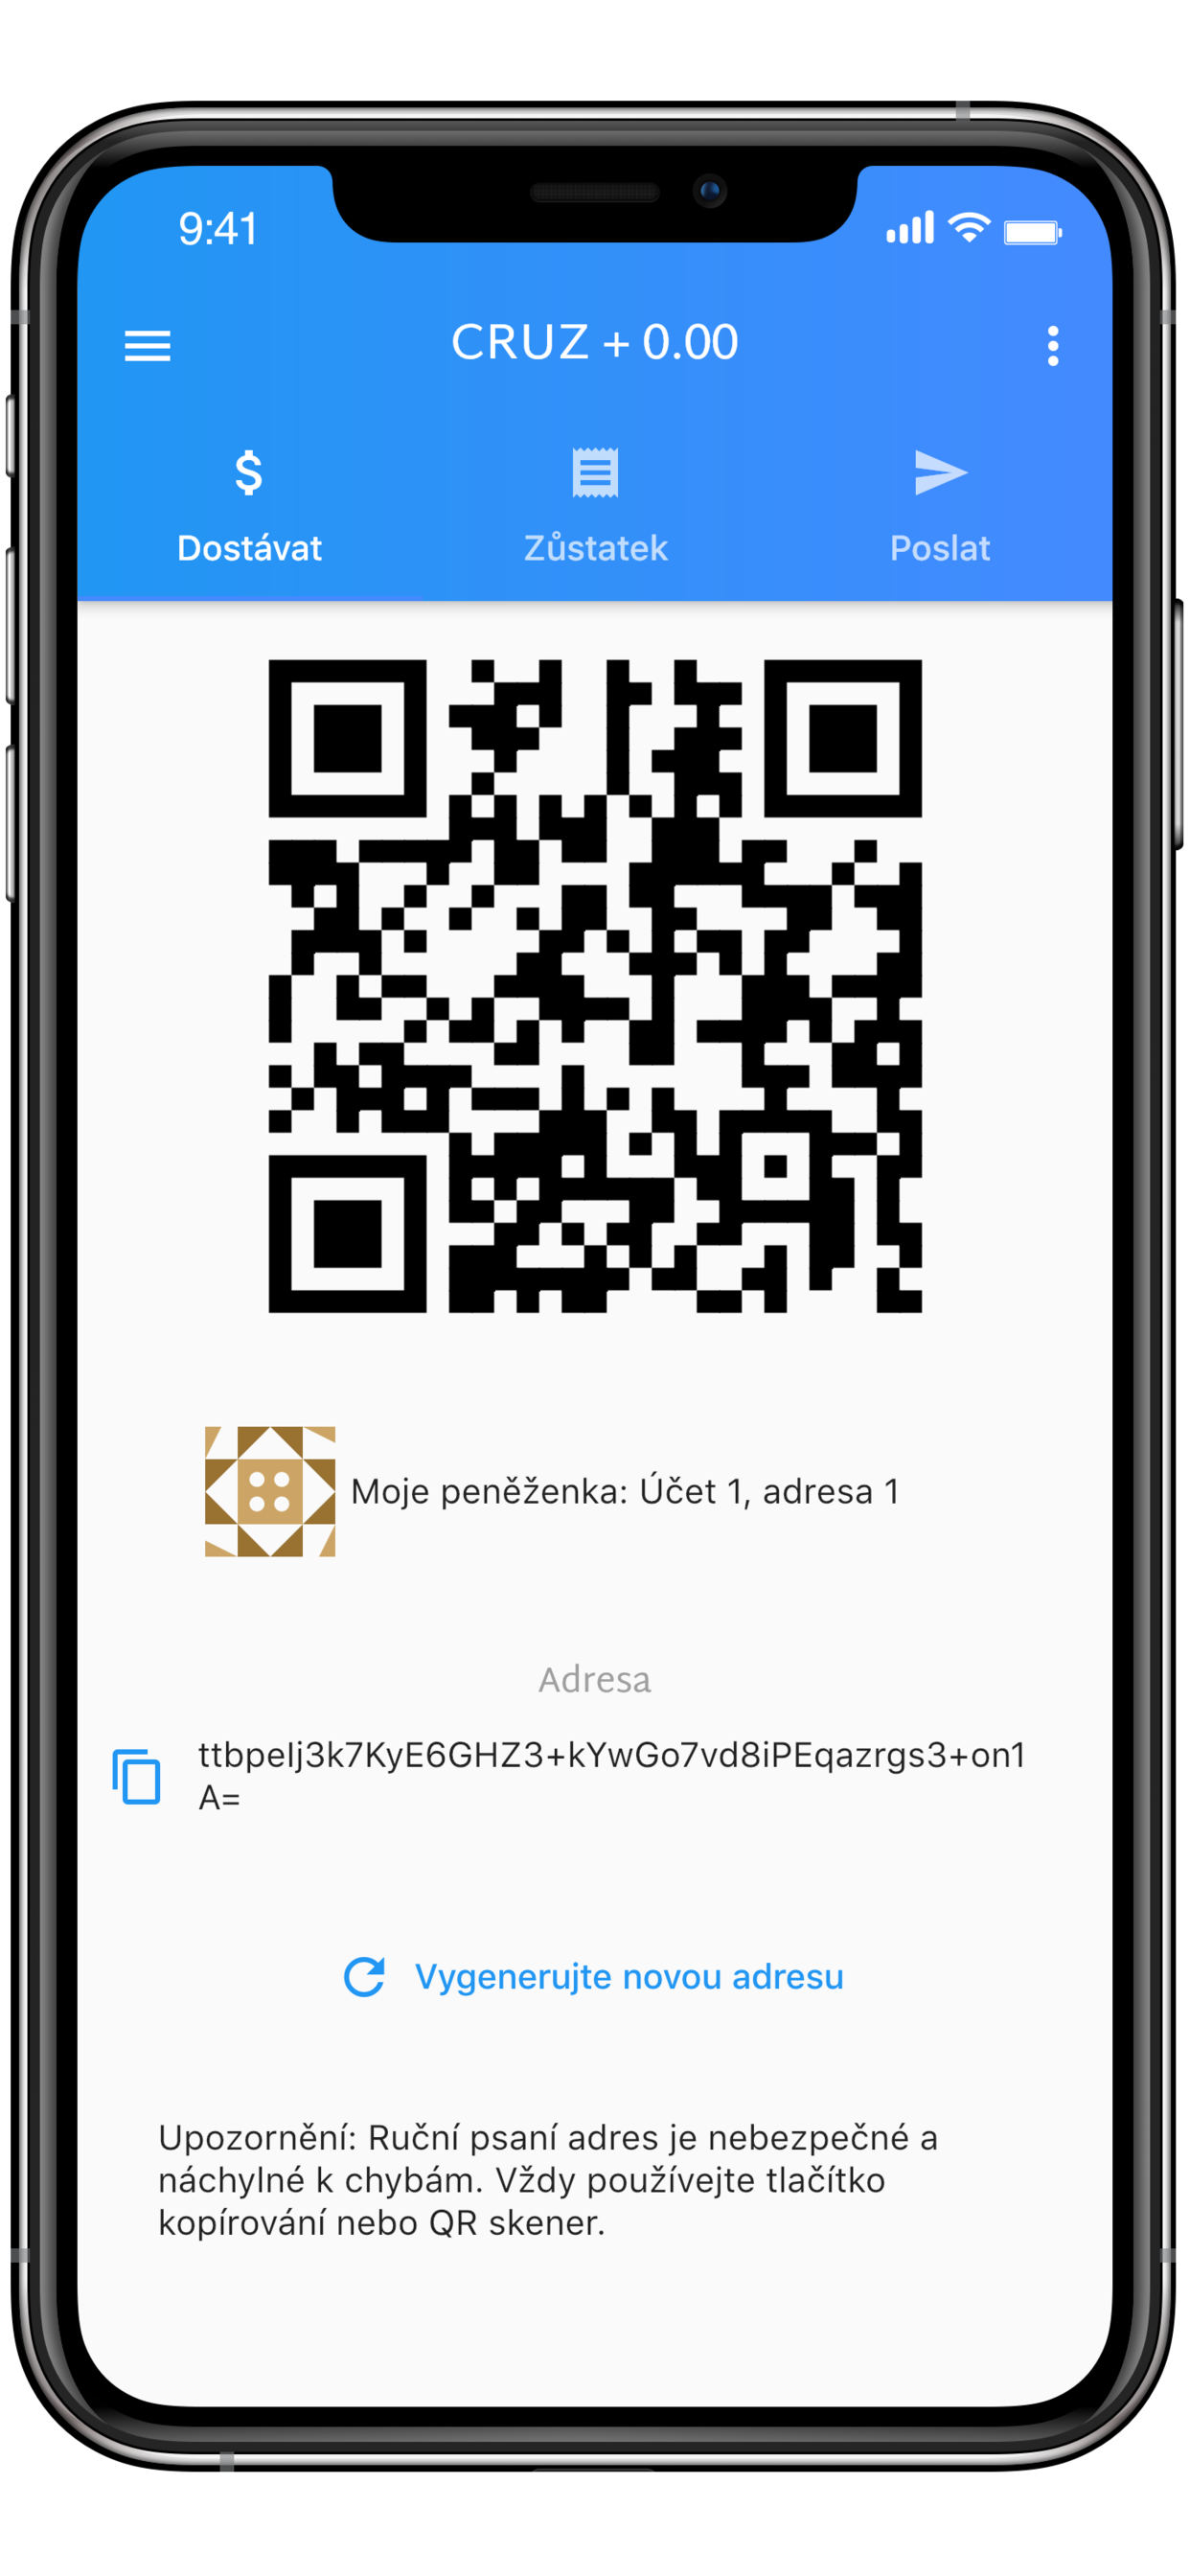 9:41
CRUZ + 0.00
Dostávat
Zůstatek
Poslat
Moje peněženka: Účet 1, adresa 1
Adresa
ttbpeIj3k7KyE6GHZ3+kYwGo7vd8iPEqazrgs3+on1
A=
Vygenerujte novou adresu
Upozornění: Ruční psaní adres je nebezpečné a
náchylné k chybám. Vždy používejte tlačítko
kopírování nebo QR skener.